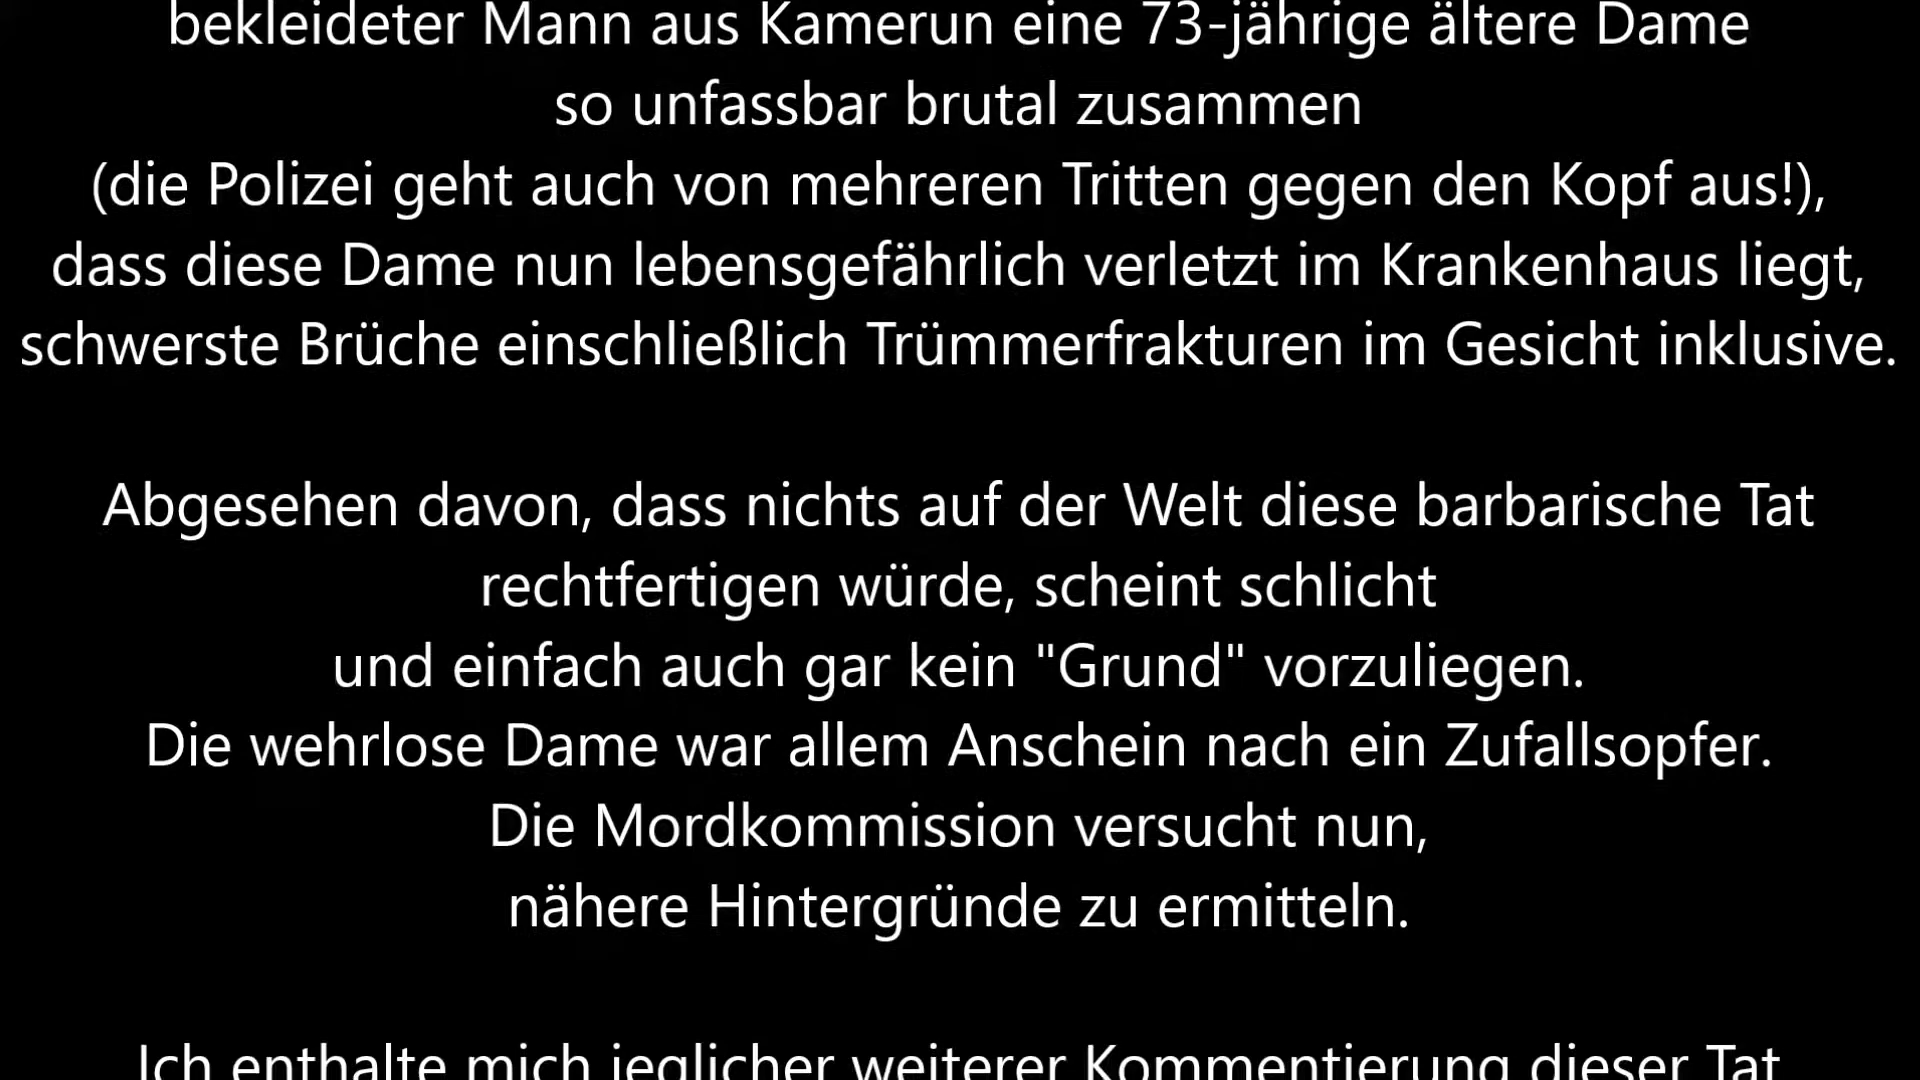 bekleideter Mann aus Kamerun eine 73-jährige ältere Dame
so unfassbar brutal zusammen
(die Polizei geht auch von mehreren Tritten gegen den Kopf aus!),
dass diese Dame nun lebensgefährlich verletzt im Krankenhaus liegt,
schwerste Brüche einschließlich Trümmerfrakturen im Gesicht inklusive.
Abgesehen davon, dass nichts auf der Welt diese barbarische Tat
rechtfertigen würde, scheint schlicht
und einfach auch gar kein "Grund" vorzuliegen.
Die wehrlose Dame war allem Anschein nach ein Zufallsopfer.
Die Mordkommission versucht nun,
nähere Hintergründe zu ermitteln.
Ich enthalte mich jeglicher weiterer Kommentierung dieser Tat